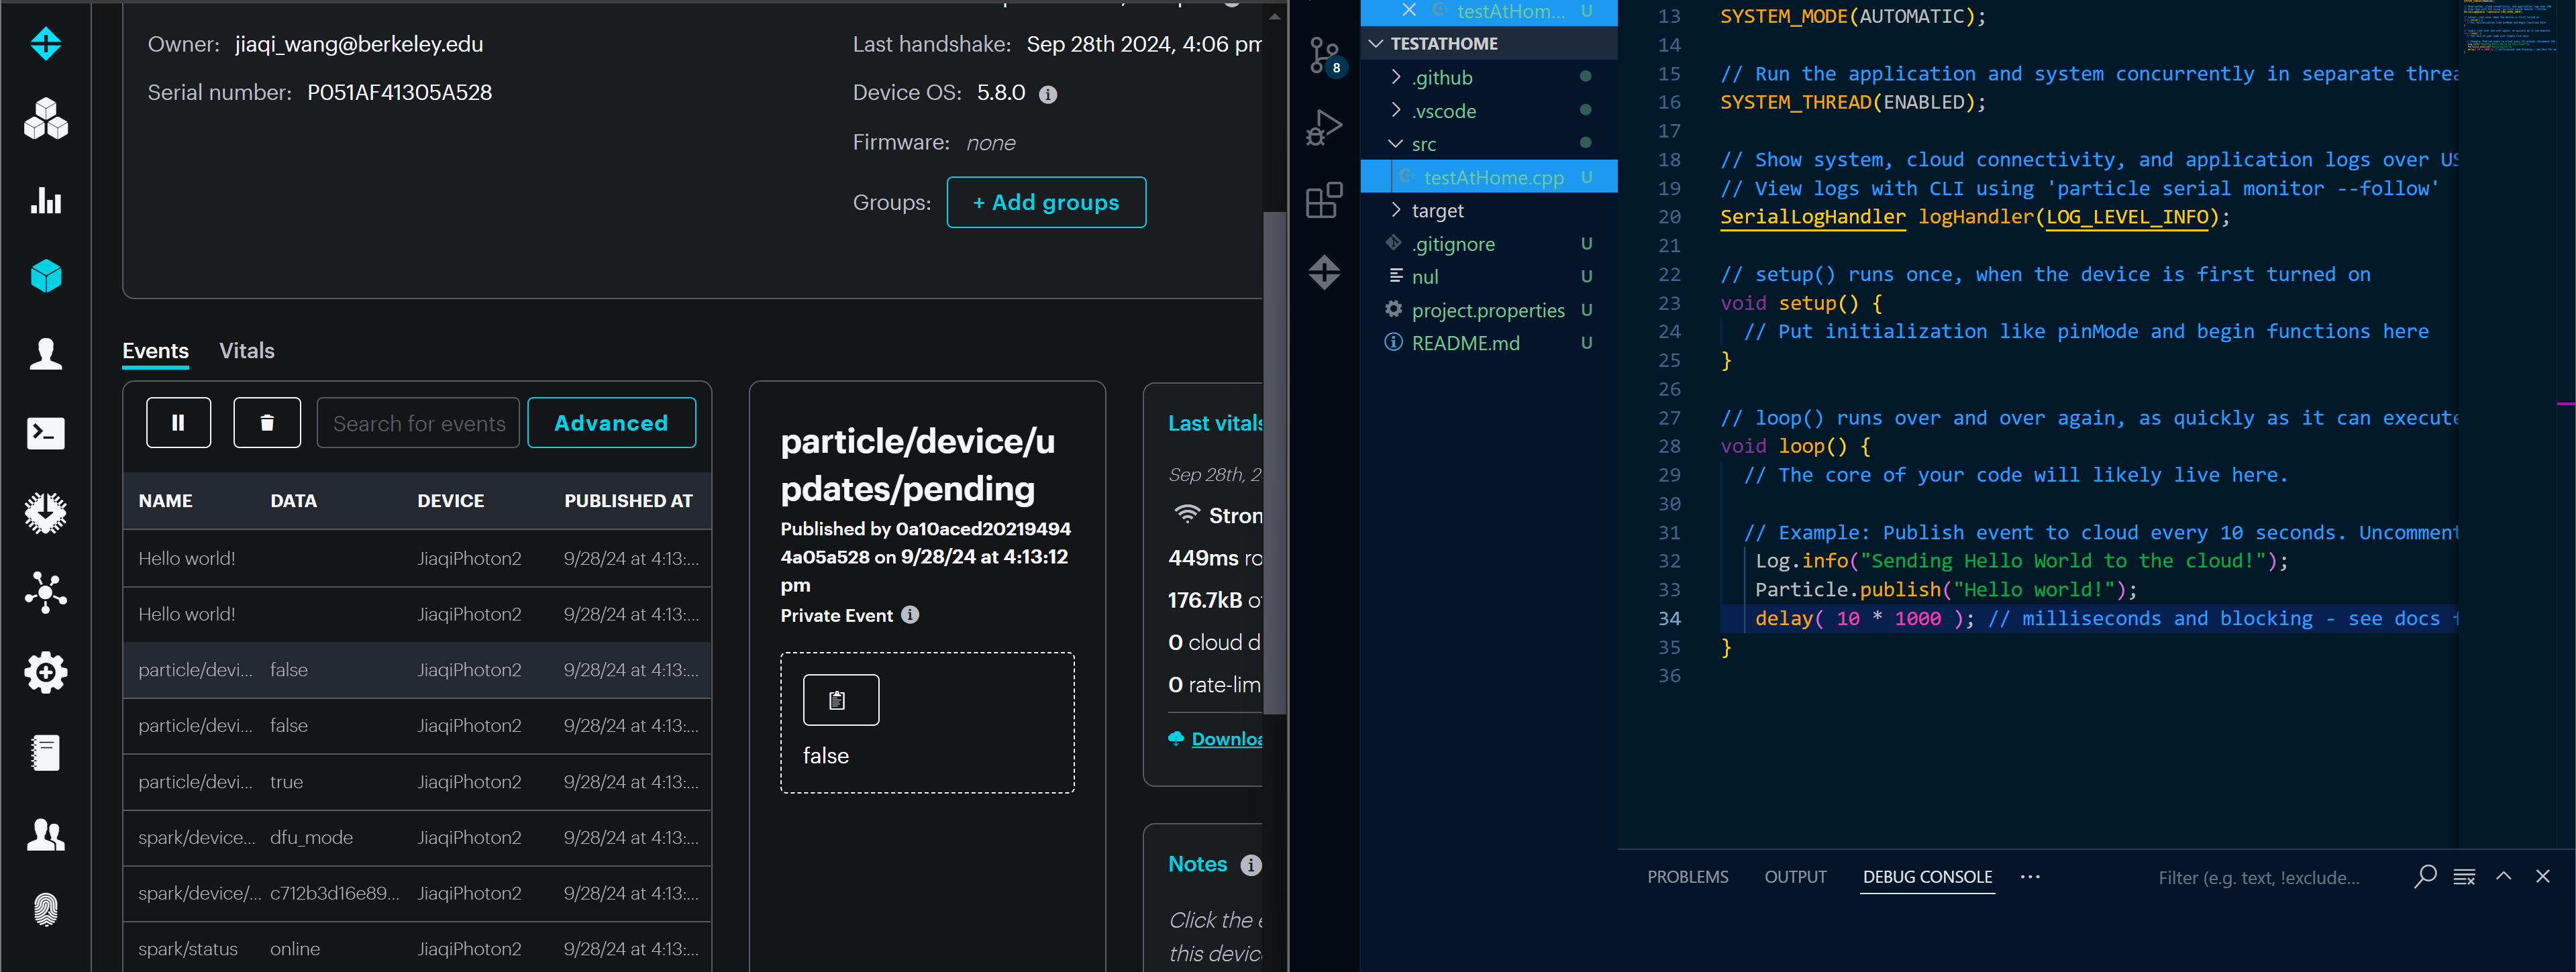 Owner: jiaqi_wang@berkeley.edu
Serial number: P051AF41305A528
Last handshake: Sep 28th 2024, 4:06 pm
Device OS: 5.8.0
Firmware: none
Groups: + Add groups
Events Vitals
Search for events Advanced
NAME DATA DEVICE PUBLISHED AT
Hello world! JiaqiPhoton2 9/28/24 at 4:13:...
Hello world! JiaqiPhoton2 9/28/24 at 4:13:...
particle/devi... false JiaqiPhoton2 9/28/24 at 4:13:...
particle/devi... false JiaqiPhoton2 9/28/24 at 4:13:...
particle/devi... true JiaqiPhoton2 9/28/24 at 4:13:...
spark/device... dfu_mode JiaqiPhoton2 9/28/24 at 4:13:...
spark/device/... c712b3d16e89... JiaqiPhoton2 9/28/24 at 4:13:...
spark/status online JiaqiPhoton2 9/28/24 at 4:13:...
particle/device/u
pdates/pending
Published by 0a10aced20219494
4a05a528 on 9/28/24 at 4:13:12
pm
Private Event
false
Last vitals
Sep 28th, 2
Stron
449ms ro
176.7kB o
0 cloud d
0 rate-lim
Downloa
Notes
Click the e
this devic
8
testAtHom... U
TESTATHOME
.github
.vscode
src
testAtHome.cpp U
target
.gitignore U
nul U
project.properties U
README.md U
13 SYSTEM_MODE(AUTOMATIC);
14
15 // Run the application and system concurrently in separate threa
16 SYSTEM_THREAD(ENABLED);
17
18 // Show system, cloud connectivity, and application logs over US
19 // View logs with CLI using 'particle serial monitor --follow'
20 SerialLogHandler logHandler(LOG_LEVEL_INFO);
21
22 // setup() runs once, when the device is first turned on
23 void setup() {
24 // Put initialization like pinMode and begin functions here
25 }
26
27 // loop() runs over and over again, as quickly as it can execute
28 void loop() {
29 // The core of your code will likely live here.
30
31 // Example: Publish event to cloud every 10 seconds. Uncomment
32 Log.info("Sending Hello World to the cloud!");
33 Particle.publish("Hello world!");
34 delay( 10 * 1000 ); // milliseconds and blocking - see docs f
35 }
36
PROBLEMS OUTPUT DEBUG CONSOLE ...
Filter (e.g. text, !exclude...